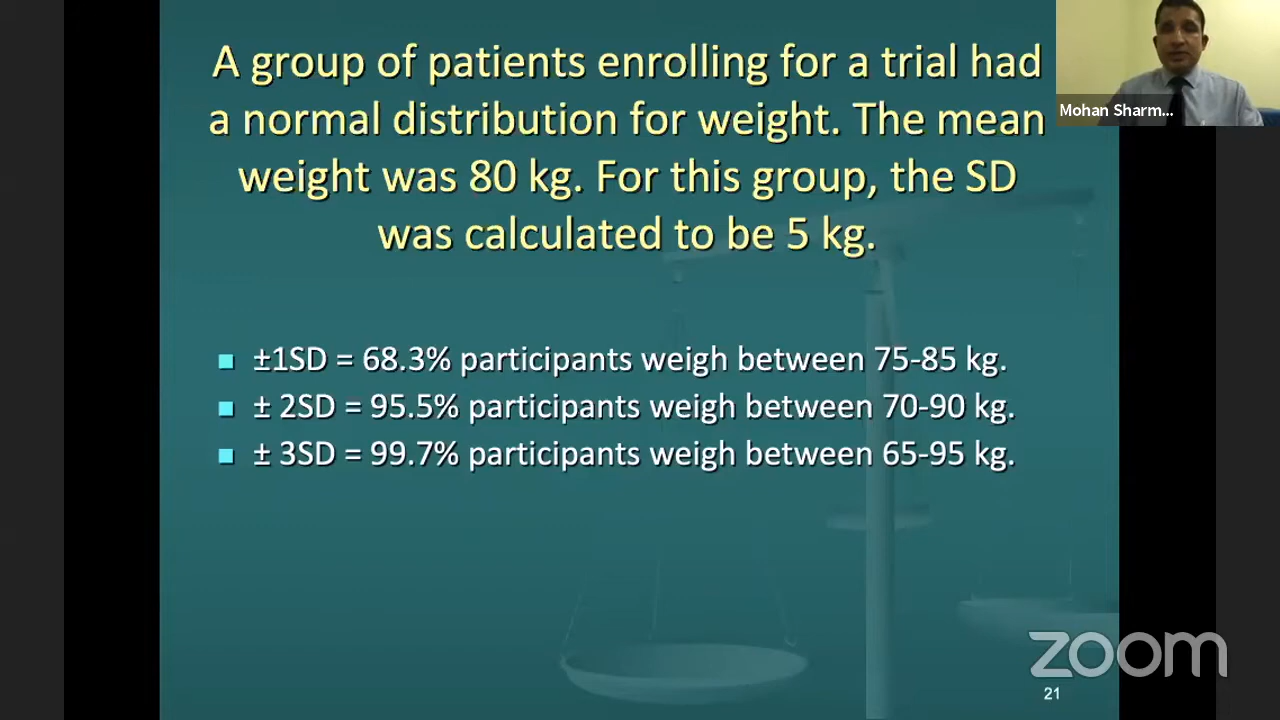 A group of patients enrolling for a trial had
a normal distribution for weight. The mean
weight was 80 kg. For this group, the SD
was calculated to be 5 kg.
Mohan Sharm...
±1SD = 68.3% participants weigh between 75-85 kg.
± 2SD = 95.5% participants weigh between 70-90 kg.
± 3SD = 99.7% participants weigh between 65-95 kg.
zoom
21